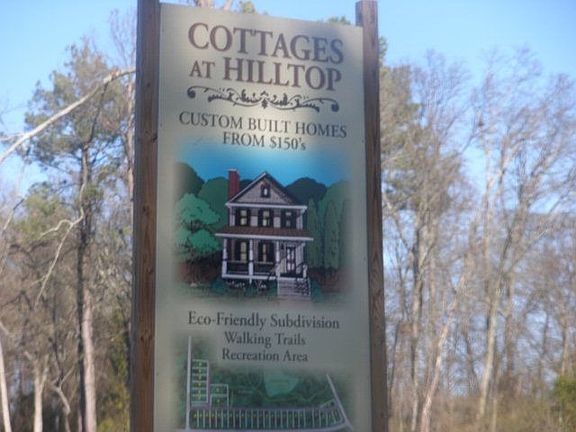 COTTAGES
AT HILLTOP
CUSTOM BUILT HOMES
FROM $150's
Eco-Friendly Subdivision
Walking Trails
Recreation Area